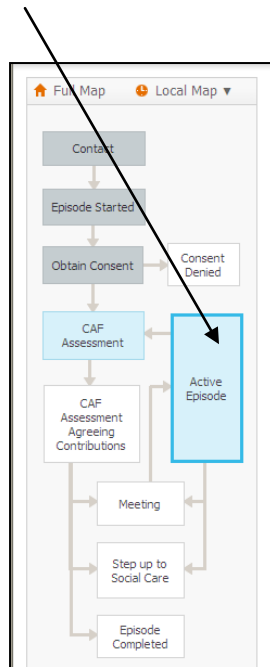 Full Map Local Map ▼
Contact
Episode Started
Obtain Consent
Consent
Denied
CAF
Assessment
Active
Episode
CAF
Assessment
Agreeing
Contributions
Meeting
Step up to
Social Care
Episode
Completed